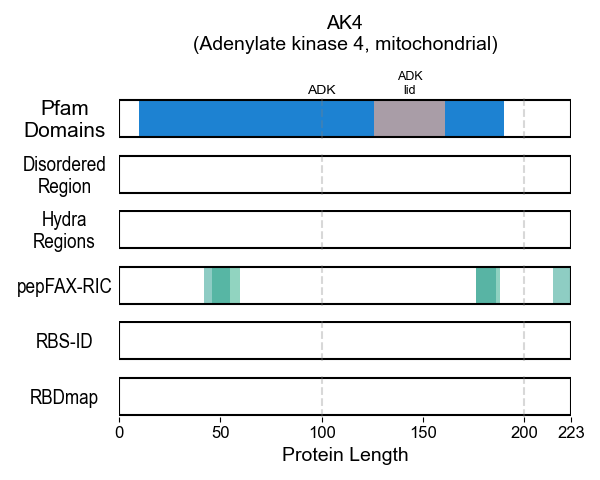 AK4
(Adenylate kinase 4, mitochondrial)
ADK
ADK
lid
Pfam
Domains
Disordered
Region
Hydra
Regions
pepFAX-RIC
RBS-ID
RBDmap
0 50 100 150 200 223
Protein Length